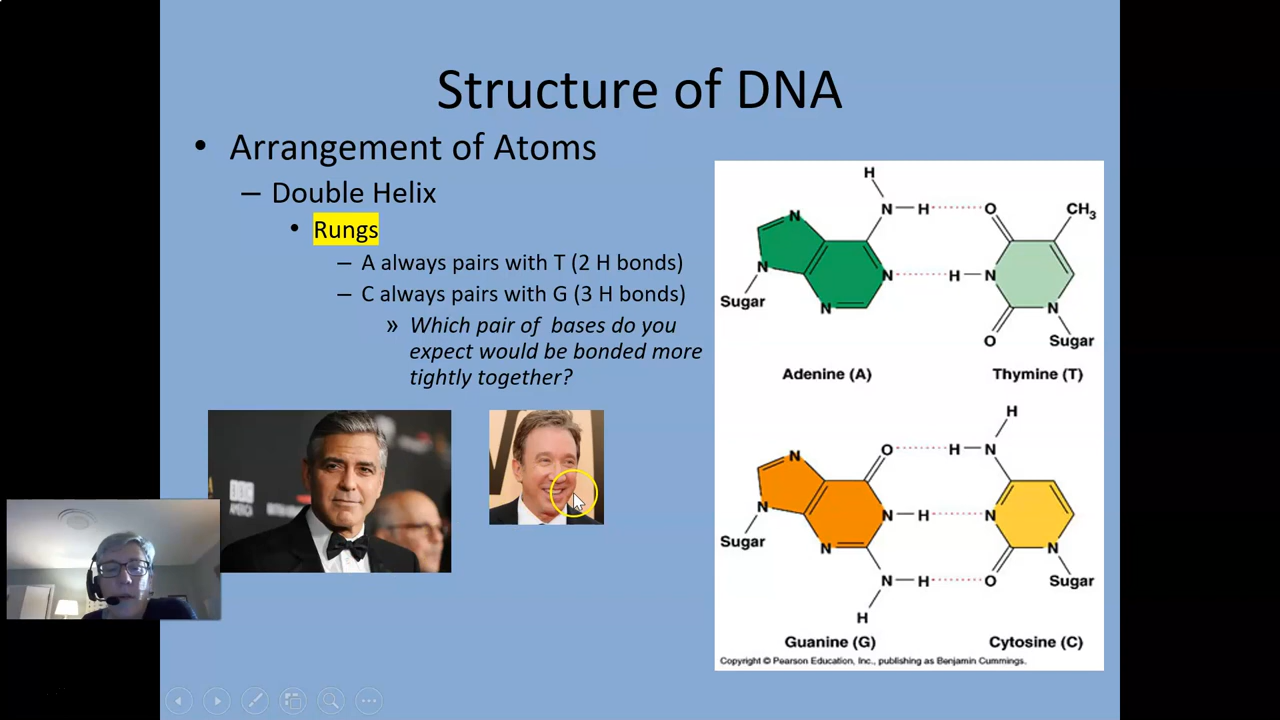 Structure of DNA
• Arrangement of Atoms
– Double Helix
• Rungs
– A always pairs with T (2 H bonds)
– C always pairs with G (3 H bonds)
» Which pair of bases do you
expect would be bonded more
tightly together?
H
N H O CH3
N
N N H N
Sugar N N
O Sugar
Adenine (A) Thymine (T)
H
O H N
N
N N H N
Sugar N N
N H O Sugar
H
Guanine (G) Cytosine (C)
Copyright © Pearson Education, Inc., publishing as Benjamin Cummings.
BBC
AMERICA